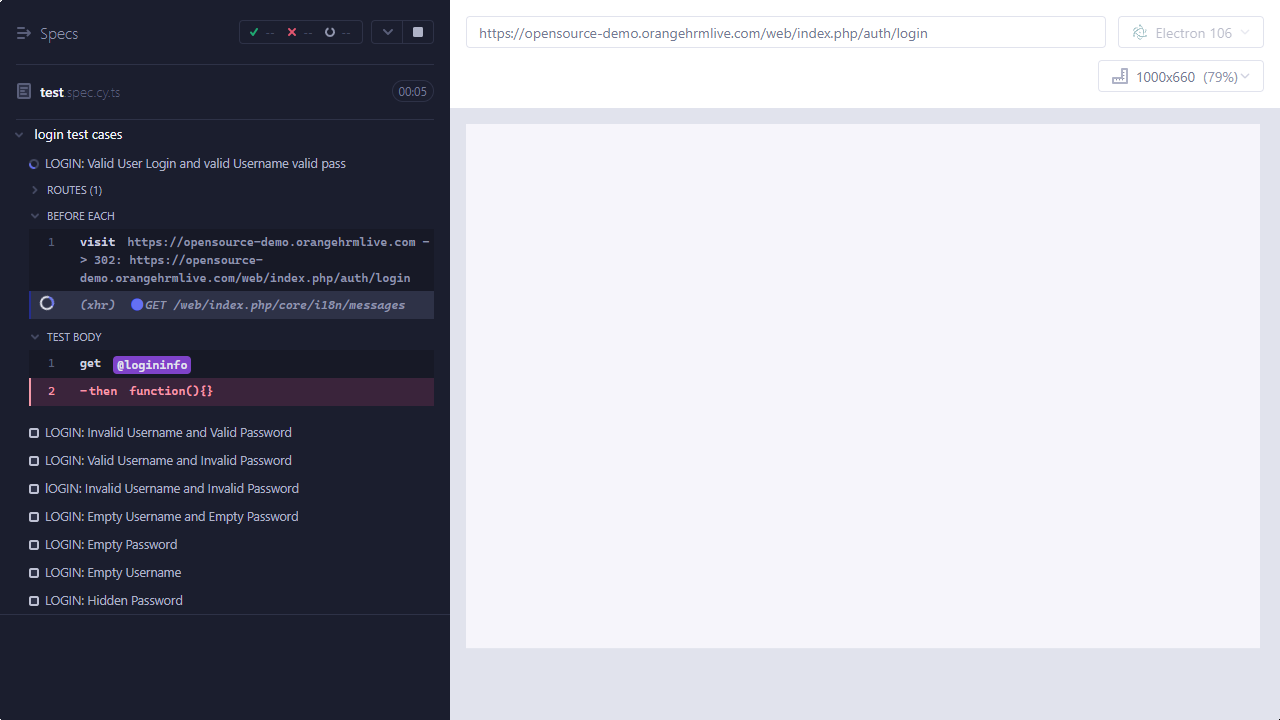 Specs
-- -- --
test spec.cy.ts 00:05
login test cases
LOGIN: Valid User Login and valid Username valid pass
ROUTES (1)
BEFORE EACH
1 visit https://opensource-demo.orangehrmlive.com -
> 302: https://opensource-
demo.orangehrmlive.com/web/index.php/auth/login
(xhr) GET /web/index.php/core/i18n/messages
TEST BODY
1 get @logininfo
2 -then function(){}
LOGIN: Invalid Username and Valid Password
LOGIN: Valid Username and Invalid Password
lOGIN: Invalid Username and Invalid Password
LOGIN: Empty Username and Empty Password
LOGIN: Empty Password
LOGIN: Empty Username
LOGIN: Hidden Password
https://opensource-demo.orangehrmlive.com/web/index.php/auth/login
Electron 106
1000x660 (79%)